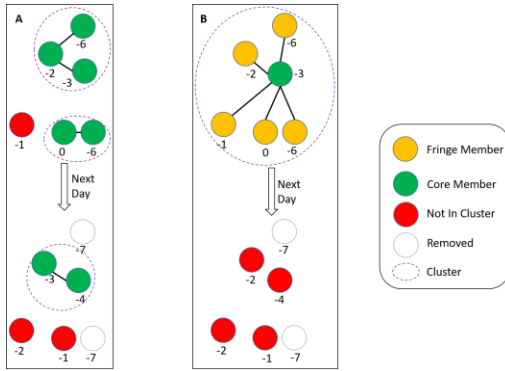 A
-6
-2
-3
-1
0
-6
Next
Day
-7
-3
-4
-2
-1
-7
B
-6
-2
-3
-1
0
-6
Next
Day
-7
-2
-4
-2
-1
-7
Fringe Member
Core Member
Not In Cluster
Removed
Cluster